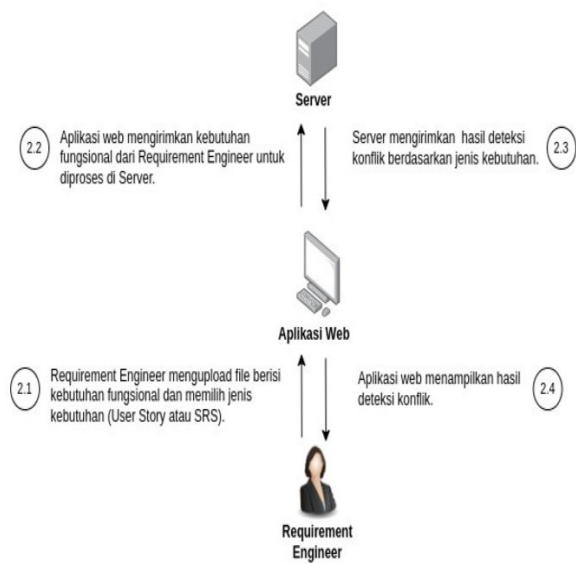 Server
2.2
Aplikasi web mengirimkan kebutuhan
fungsional dari Requirement Engineer untuk
diproses di Server.
Server mengirimkan hasil deteksi
konflik berdasarkan jenis kebutuhan.
2.3
Aplikasi Web
2.1
Requirement Engineer mengupload file berisi
kebutuhan fungsional dan memilih jenis
kebutuhan (User Story atau SRS).
Aplikasi web menampilkan hasil
deteksi konflik.
2.4
Requirement
Engineer